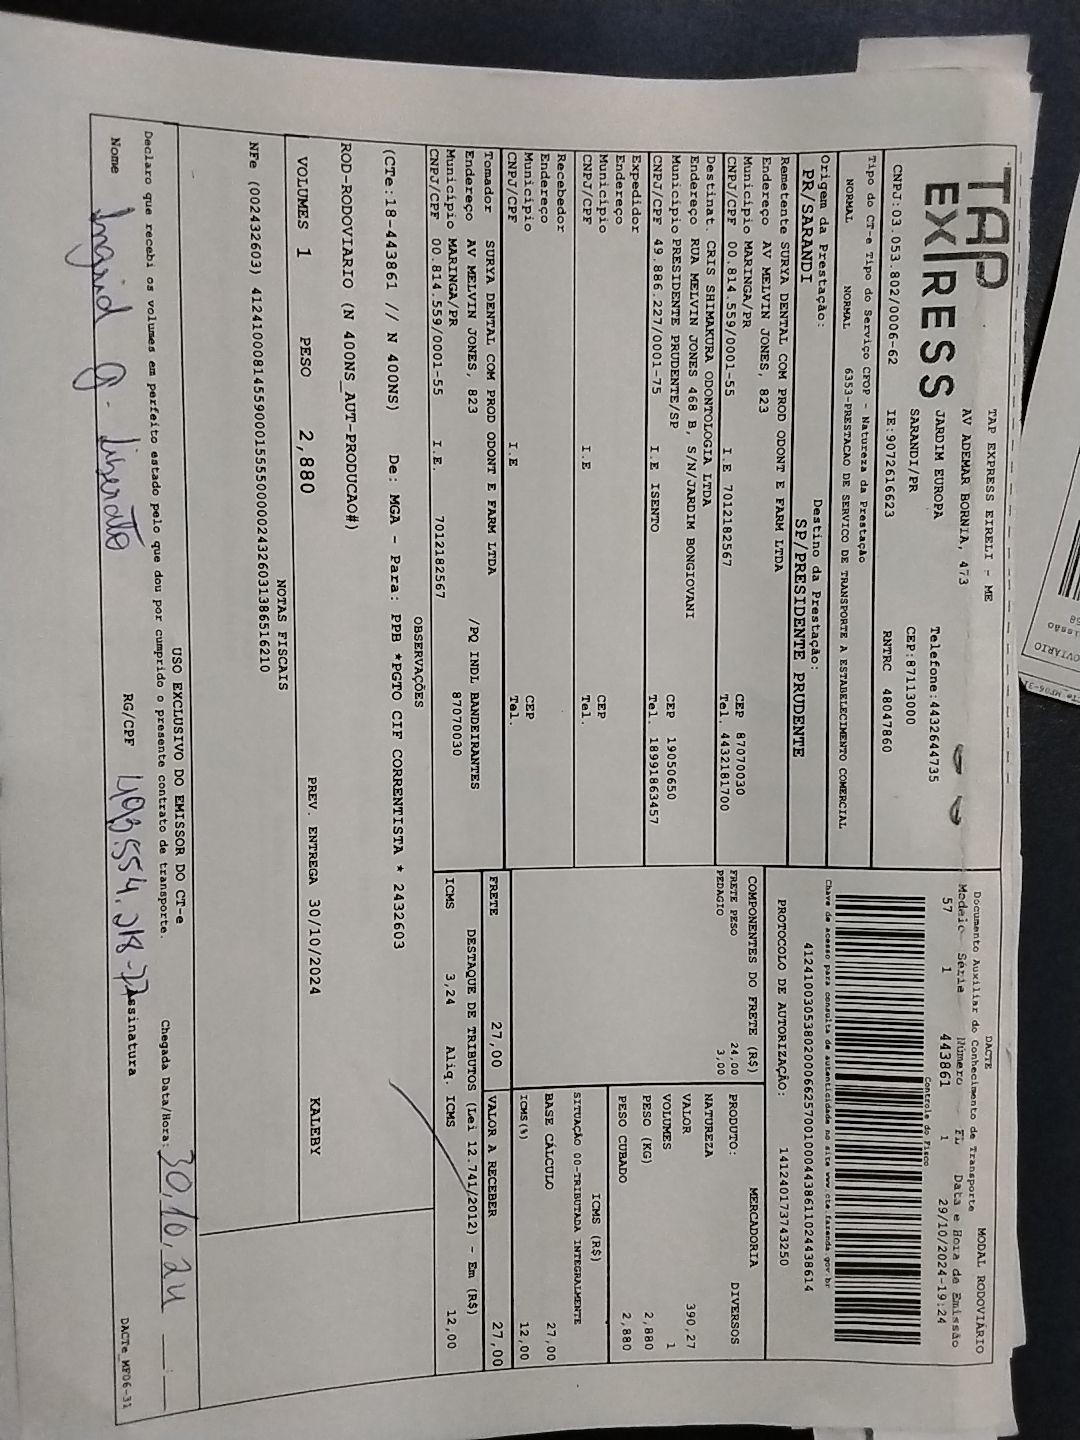 TAP
EXPRESS
TAP EXPRESS EIRELI - ME
AV ADEMAR BORNIA, 473
JARDIM EUROPA
SARANDI/PR
Telefone:4432644735
CEP:87113000
CNPJ:03.053.802/0006-62
IE:9072616623
RNTRC 48047860
DACTE
MODAL RODOVIÁRIO
Documento Auxiliar do Conhecimento de Transporte
Modelo Série Número FL Data e Hora de Emissão
57 1 443861 1 29/10/2024-19:24
Controle do Fisco
Chave de acesso para consulta de autenticidade no site www.cte.fazenda.gov.br
41241003053802000662570010004438611024438614
PROTOCOLO DE AUTORIZAÇÃO: 141240173743250
Tipo do CT-e Tipo do Serviço CFOP - Natureza da Prestação
NORMAL NORMAL 6353-PRESTACAO DE SERVICO DE TRANSPORTE A ESTABELECIMENTO COMERCIAL
Origem da Prestação: Destino da Prestação:
PR/SARANDI SP/PRESIDENTE PRUDENTE
Remetente SURYA DENTAL COM PROD ODONT E FARM LTDA
Endereço AV MELVIN JONES, 823
Município MARINGA/PR CEP 87070030
CNPJ/CPF 00.814.559/0001-55 I.E 7012182567 Tel. 4432181700
Destinat. CRIS SHIMAKURA ODONTOLOGIA LTDA
Endereço RUA MELVIN JONES 468 B, S/N/JARDIM BONGIOVANI
Município PRESIDENTE PRUDENTE/SP CEP 19050650
CNPJ/CPF 49.886.227/0001-75 I.E ISENTO Tel. 18991863457
Expedidor
Endereço
Município CEP
CNPJ/CPF I.E Tel.
Recebedor
Endereço
Município CEP
CNPJ/CPF I.E Tel.
Tomador SURYA DENTAL COM PROD ODONT E FARM LTDA
Endereço AV MELVIN JONES, 823 /PQ INDL BANDEIRANTES
Município MARINGA/PR 87070030
CNPJ/CPF 00.814.559/0001-55 I.E. 7012182567
COMPONENTES DO FRETE (R$)
FRETE PESO 24,00
PEDAGIO 3,00
MERCADORIA
PRODUTO: DIVERSOS
NATUREZA
VALOR 390,27
VOLUMES 1
PESO (KG) 2,880
PESO CUBADO 2,880
ICMS (R$)
SITUAÇÃO 00-TRIBUTADA INTEGRALMENTE
BASE CÁLCULO 27,00
ICMS(%) 12,00
FRETE 27,00 VALOR A RECEBER 27,00
DESTAQUE DE TRIBUTOS (Lei 12.741/2012) - Em (R$)
ICMS 3,24 Aliq. ICMS 12,00
OBSERVAÇÕES
(CTe:18-443861 // N 400NS) De: MGA - Para: PPB *PGTO CIF CORRENTISTA * 2432603
ROD-RODOVIARIO (N 400NS_AUT-PRODUCAO#)
VOLUMES 1 PESO 2,880 PREV. ENTREGA 30/10/2024 KALEBY
NOTAS FISCAIS
NFe (002432603) 41241000814559000155550000024326031386516210
USO EXCLUSIVO DO EMISSOR DO CT-e
Declaro que recebi os volumes em perfeito estado pelo que dou por cumprido o presente contrato de transporte. Chegada Data/Hora: 30,10,24 __:__
Nome Ingrid G. Liberato RG/CPF 493.554.218-77 Assinatura
DACTe_MP06-31